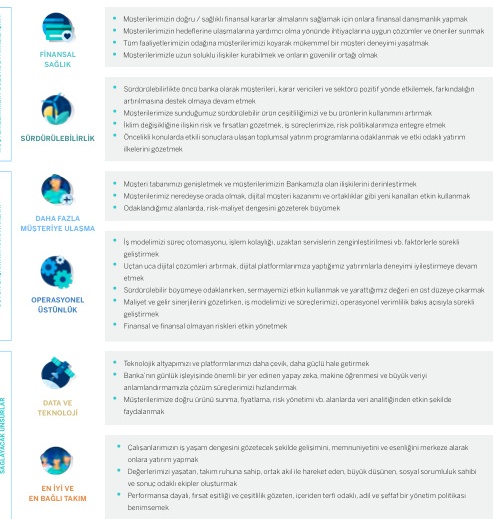 FİNANSAL
SAĞLIK
• Müşterilerimizin doğru / sağlıklı finansal kararlar almalarını sağlamak için onlara finansal danışmanlık yapmak
• Müşterilerimizin hedeflerine ulaşmalarına yardımcı olma yönünde ihtiyaçlarına uygun çözümler ve öneriler sunmak
• Tüm faaliyetlerimizin odağına müşterilerimizi koyarak mükemmel bir müşteri deneyimi yaşatmak
• Müşterilerimizle uzun soluklu ilişkiler kurabilmek ve onların güvenilir ortağı olmak
SÜRDÜRÜLEBİLİRLİK
• Sürdürülebilirlikte öncü banka olarak müşterileri, karar vericileri ve sektörü pozitif yönde etkilemek, farkındalığın
artırılmasına destek olmaya devam etmek
• Müşterilerimize sunduğumuz sürdürülebilir ürün çeşitliliğimizi ve bu ürünlerin kullanımını artırmak
• İklim değişikliğine ilişkin risk ve fırsatları gözetmek, iş süreçlerimize, risk politikalarımıza entegre etmek
• Öncelikli konularda etkili sonuçlara ulaşan toplumsal yatırım programlarına odaklanmak ve etki odaklı yatırım
ilkelerini gözetmek
DAHA FAZLA
MÜŞTERİYE ULAŞMA
• Müşteri tabanımızı genişletmek ve müşterilerimizin Bankamızla olan ilişkilerini derinleştirmek
• Müşterilerimiz neredeyse orada olmak, dijital müşteri kazanımı ve ortaklıklar gibi yeni kanalları etkin kullanmak
• Odaklandığımız alanlarda, risk-maliyet dengesini gözeterek büyümek
OPERASYONEL
ÜSTÜNLÜK
• İş modelimizi süreç otomasyonu, işlem kolaylığı, uzaktan servislerin zenginleştirilmesi vb. faktörlerle sürekli
geliştirmek
• Uçtan uca dijital çözümleri artırmak, dijital platformlarımıza yaptığımız yatırımlarla deneyimi iyileştirmeye devam
etmek
• Sürdürülebilir büyümeye odaklanırken, sermayemizi etkin kullanmak ve yarattığımız değeri en üst düzeye çıkarmak
• Maliyet ve gelir sinerjilerini gözetirken, iş modelimizi ve süreçlerimizi, operasyonel verimlilik bakış açısıyla sürekli
geliştirmek
• Finansal ve finansal olmayan riskleri etkin yönetmek
SAĞLAYACAK UNSURLAR
DATA VE
TEKNOLOJİ
• Teknolojik altyapımızı ve platformlarımızı daha çevik, daha güçlü hale getirmek
• Banka'nın günlük işleyişinde önemli bir yer edinen yapay zeka, makine öğrenmesi ve büyük veriyi
anlamlandırmamızla çözüm süreçlerimizi hızlandırmak
• Müşterilerimize doğru ürünü sunma, fiyatlama, risk yönetimi vb. alanlarda veri analitiğinden etkin şekilde
faydalanmak
EN İYİ VE
EN BAĞLI TAKIM
• Çalışanlarımızın iş yaşam dengesini gözetecek şekilde gelişimini, memnuniyetini ve esenliğini merkeze alarak
onlara yatırım yapmak
• Değerlerimizi yaşatan, takım ruhuna sahip, ortak akıl ile hareket eden, büyük düşünen, sosyal sorumluluk sahibi
ve sonuç odaklı ekipler oluşturmak
• Performansa dayalı, fırsat eşitliği ve çeşitlilik gözeten, içeriden terfi odaklı, adil ve şeffaf bir yönetim politikası
benimsemek